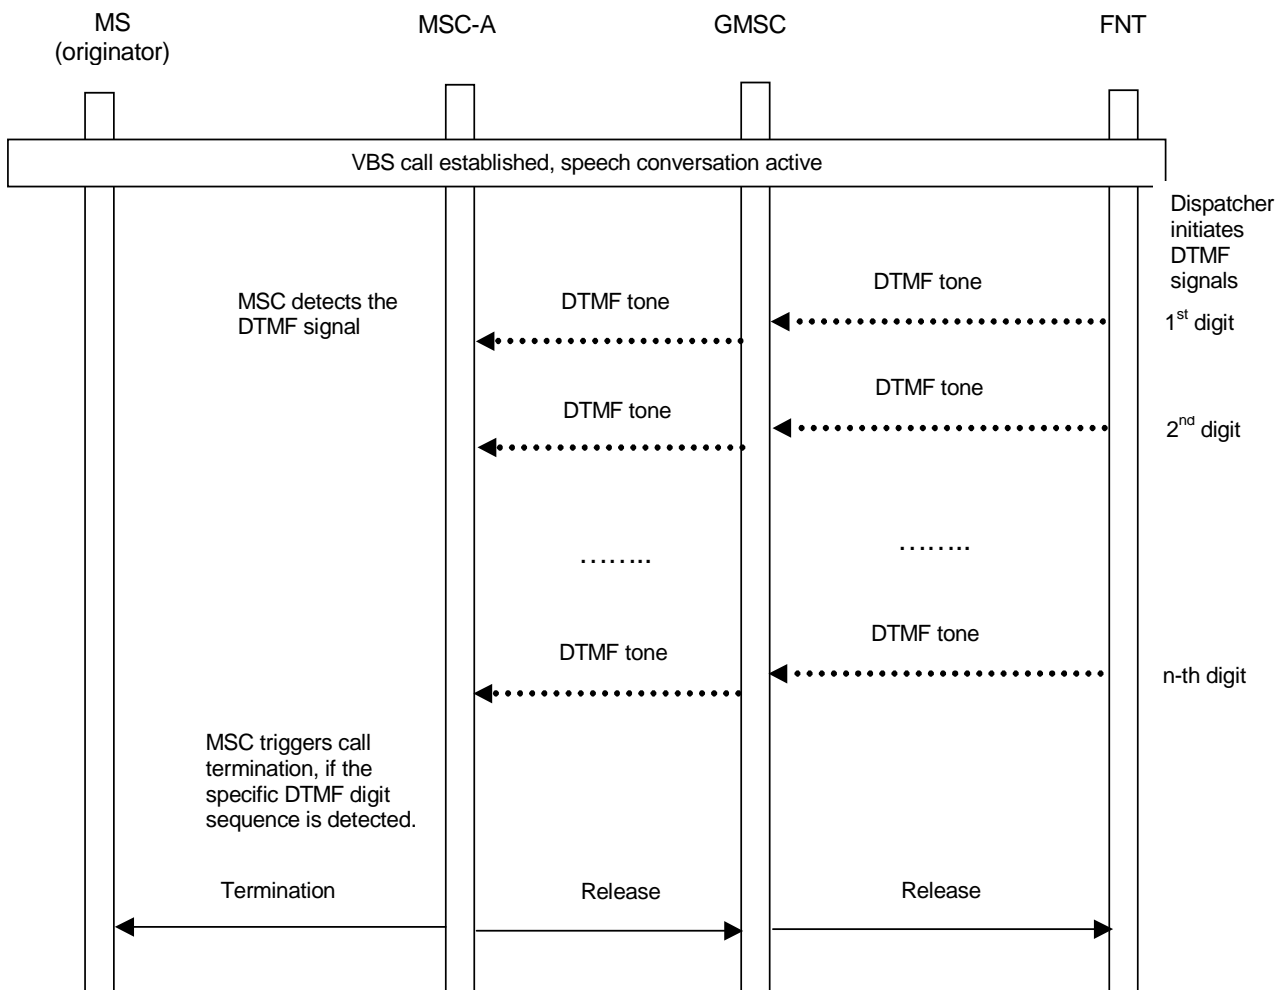 MS
(originator)
MSC-A
GMSC
FNT
VBS call established, speech conversation active
Dispatcher
initiates
DTMF
signals
MSC detects the
DTMF signal
DTMF tone
DTMF tone
1st digit
DTMF tone
DTMF tone
2nd digit
........
........
DTMF tone
DTMF tone
n-th digit
MSC triggers call
termination, if the
specific DTMF digit
sequence is detected.
Termination
Release
Release